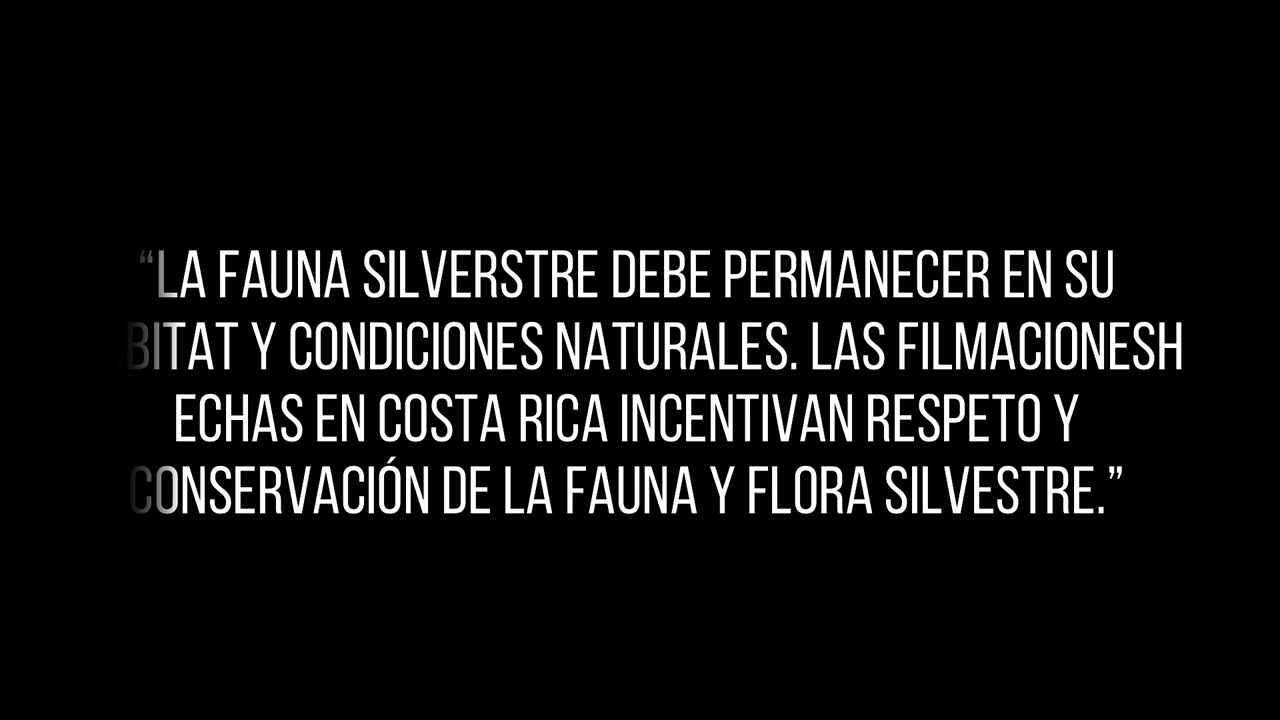 “LA FAUNA SILVERSTRE DEBE PERMANECER EN SU
BITAT Y CONDICIONES NATURALES. LAS FILMACIONESH
ECHAS EN COSTA RICA INCENTIVAN RESPETO Y
CONSERVACIÓN DE LA FAUNA Y FLORA SILVESTRE.”